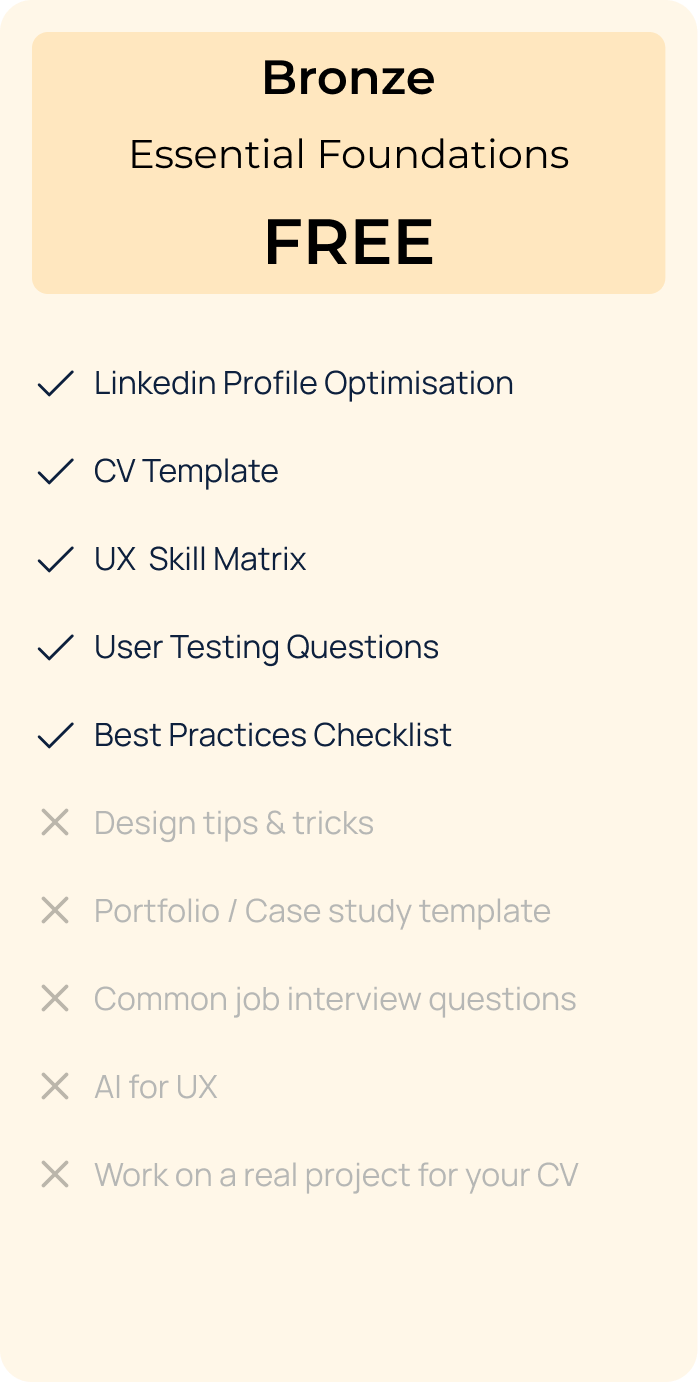 Bronze
Essential Foundations
FREE
Linkedin Profile Optimisation
CV Template
UX  Skill Matrix
User Testing Questions
Best Practices Checklist
Design tips & tricks
Portfolio / Case study template
Common job interview questions
AI for UX
Work on a real project for your CV